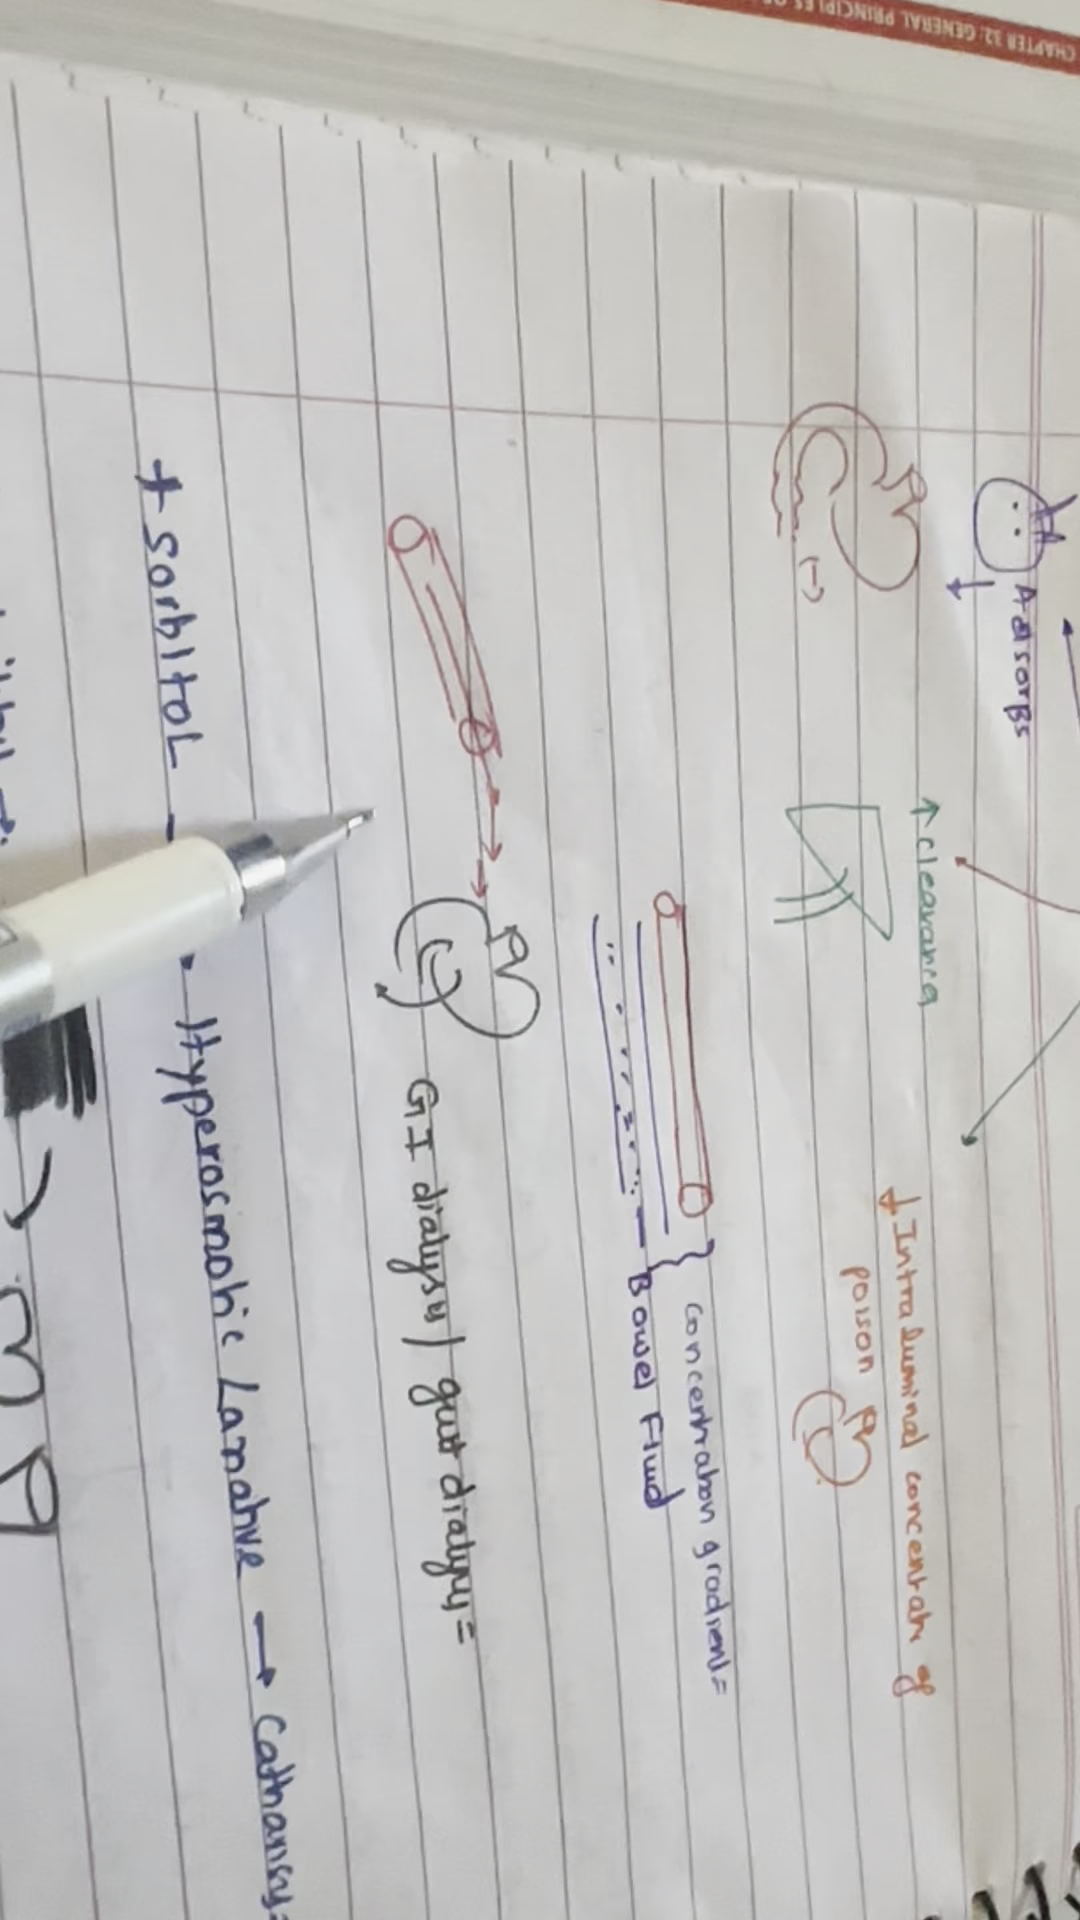 CHAPTER 32: GENERAL PRINCIPLES
Adsorbs
↓
↑ clearance
(-)
↓ Intraluminal concentratn of
poison
} concentration gradient =
Bowel Fluid
GI dialysis / gut dialysis =
+ sorbitol → Hyperosmotic Laxative → Catharsis =